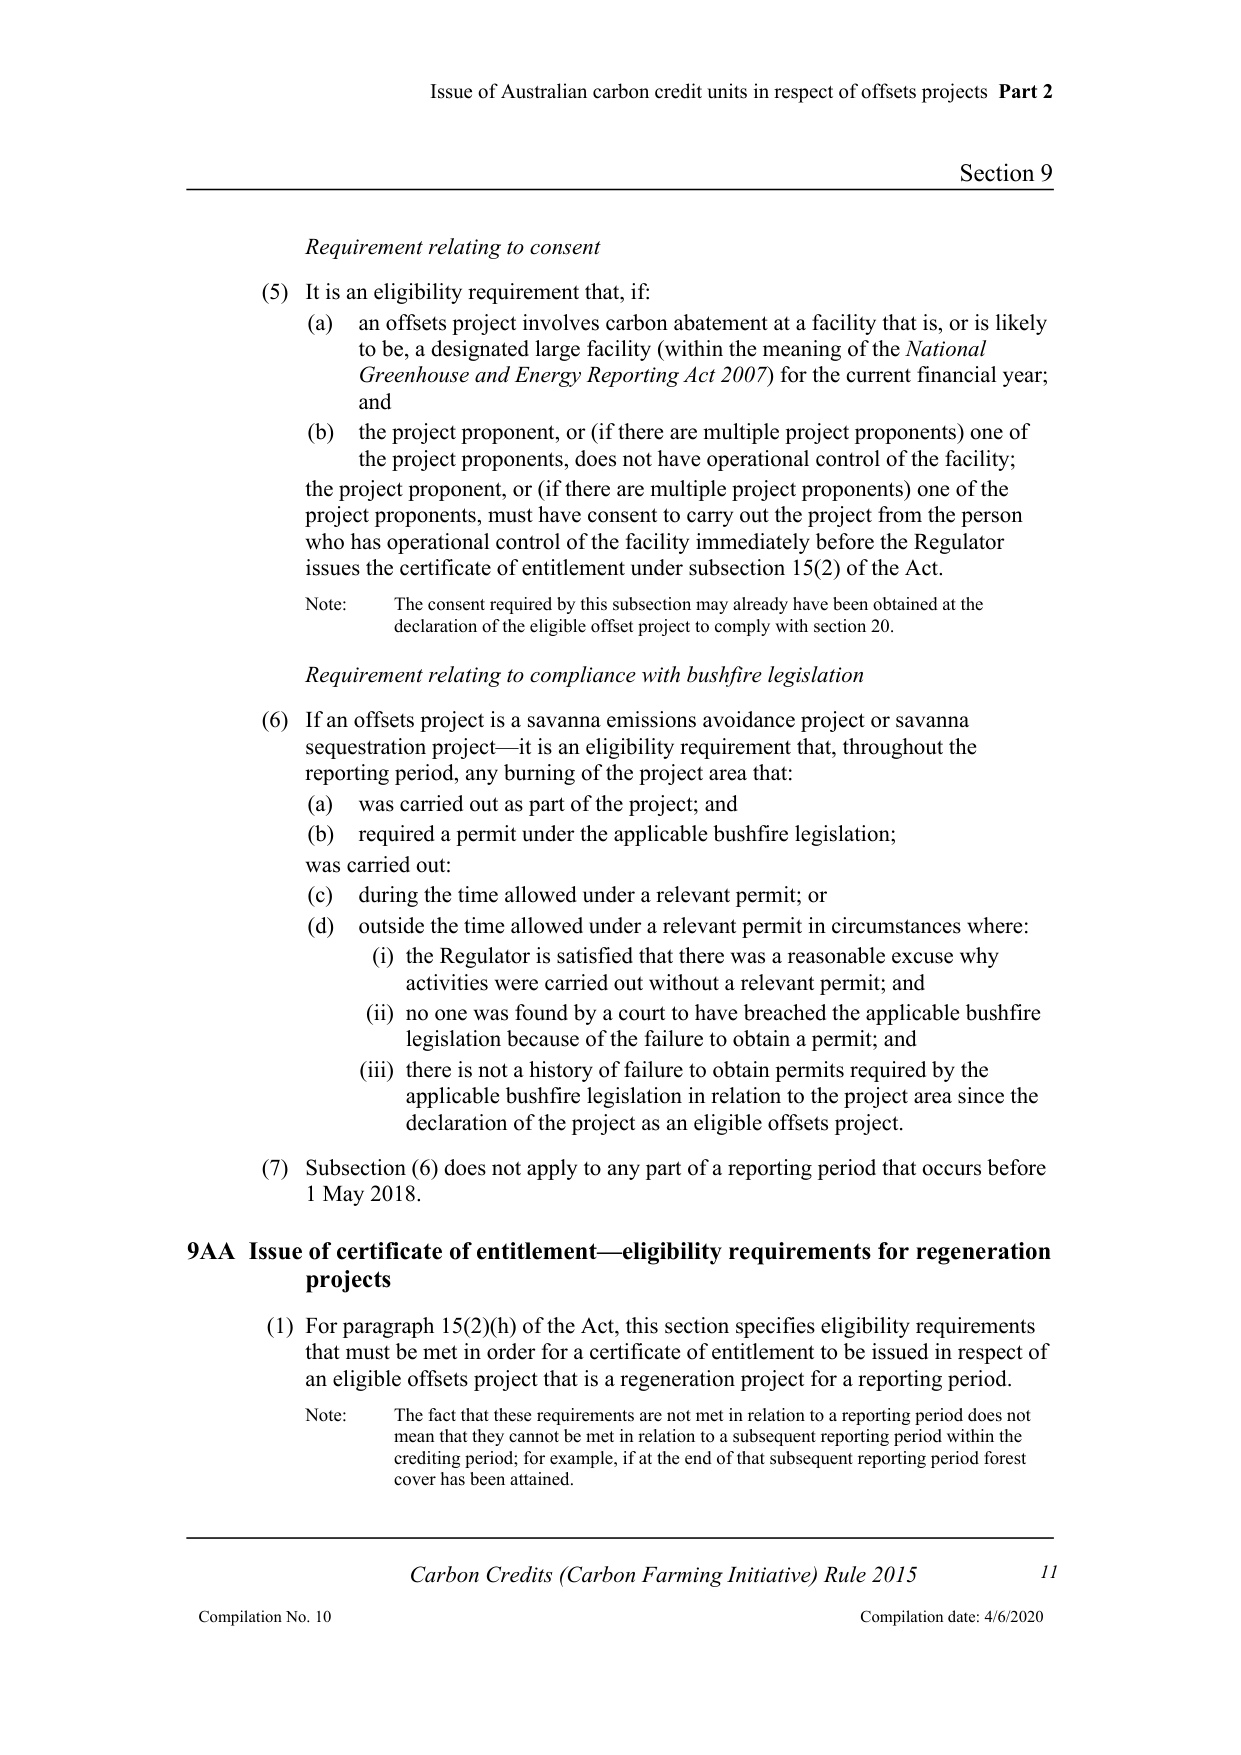 Issue of Australian carbon credit units in respect of offsets projects Part 2
Section 9
Requirement relating to consent
(5) It is an eligibility requirement that, if:
(a) an offsets project involves carbon abatement at a facility that is, or is likely
to be, a designated large facility (within the meaning of the National
Greenhouse and Energy Reporting Act 2007) for the current financial year;
and
(b) the project proponent, or (if there are multiple project proponents) one of
the project proponents, does not have operational control of the facility;
the project proponent, or (if there are multiple project proponents) one of the
project proponents, must have consent to carry out the project from the person
who has operational control of the facility immediately before the Regulator
issues the certificate of entitlement under subsection 15(2) of the Act.
Note: The consent required by this subsection may already have been obtained at the
declaration of the eligible offset project to comply with section 20.
Requirement relating to compliance with bushfire legislation
(6) If an offsets project is a savanna emissions avoidance project or savanna
sequestration project—it is an eligibility requirement that, throughout the
reporting period, any burning of the project area that:
(a) was carried out as part of the project; and
(b) required a permit under the applicable bushfire legislation;
was carried out:
(c) during the time allowed under a relevant permit; or
(d) outside the time allowed under a relevant permit in circumstances where:
(i) the Regulator is satisfied that there was a reasonable excuse why
activities were carried out without a relevant permit; and
(ii) no one was found by a court to have breached the applicable bushfire
legislation because of the failure to obtain a permit; and
(iii) there is not a history of failure to obtain permits required by the
applicable bushfire legislation in relation to the project area since the
declaration of the project as an eligible offsets project.
(7) Subsection (6) does not apply to any part of a reporting period that occurs before
1 May 2018.
9AA Issue of certificate of entitlement—eligibility requirements for regeneration
projects
(1) For paragraph 15(2)(h) of the Act, this section specifies eligibility requirements
that must be met in order for a certificate of entitlement to be issued in respect of
an eligible offsets project that is a regeneration project for a reporting period.
Note: The fact that these requirements are not met in relation to a reporting period does not
mean that they cannot be met in relation to a subsequent reporting period within the
crediting period; for example, if at the end of that subsequent reporting period forest
cover has been attained.
Carbon Credits (Carbon Farming Initiative) Rule 2015 11
Compilation No. 10 Compilation date: 4/6/2020